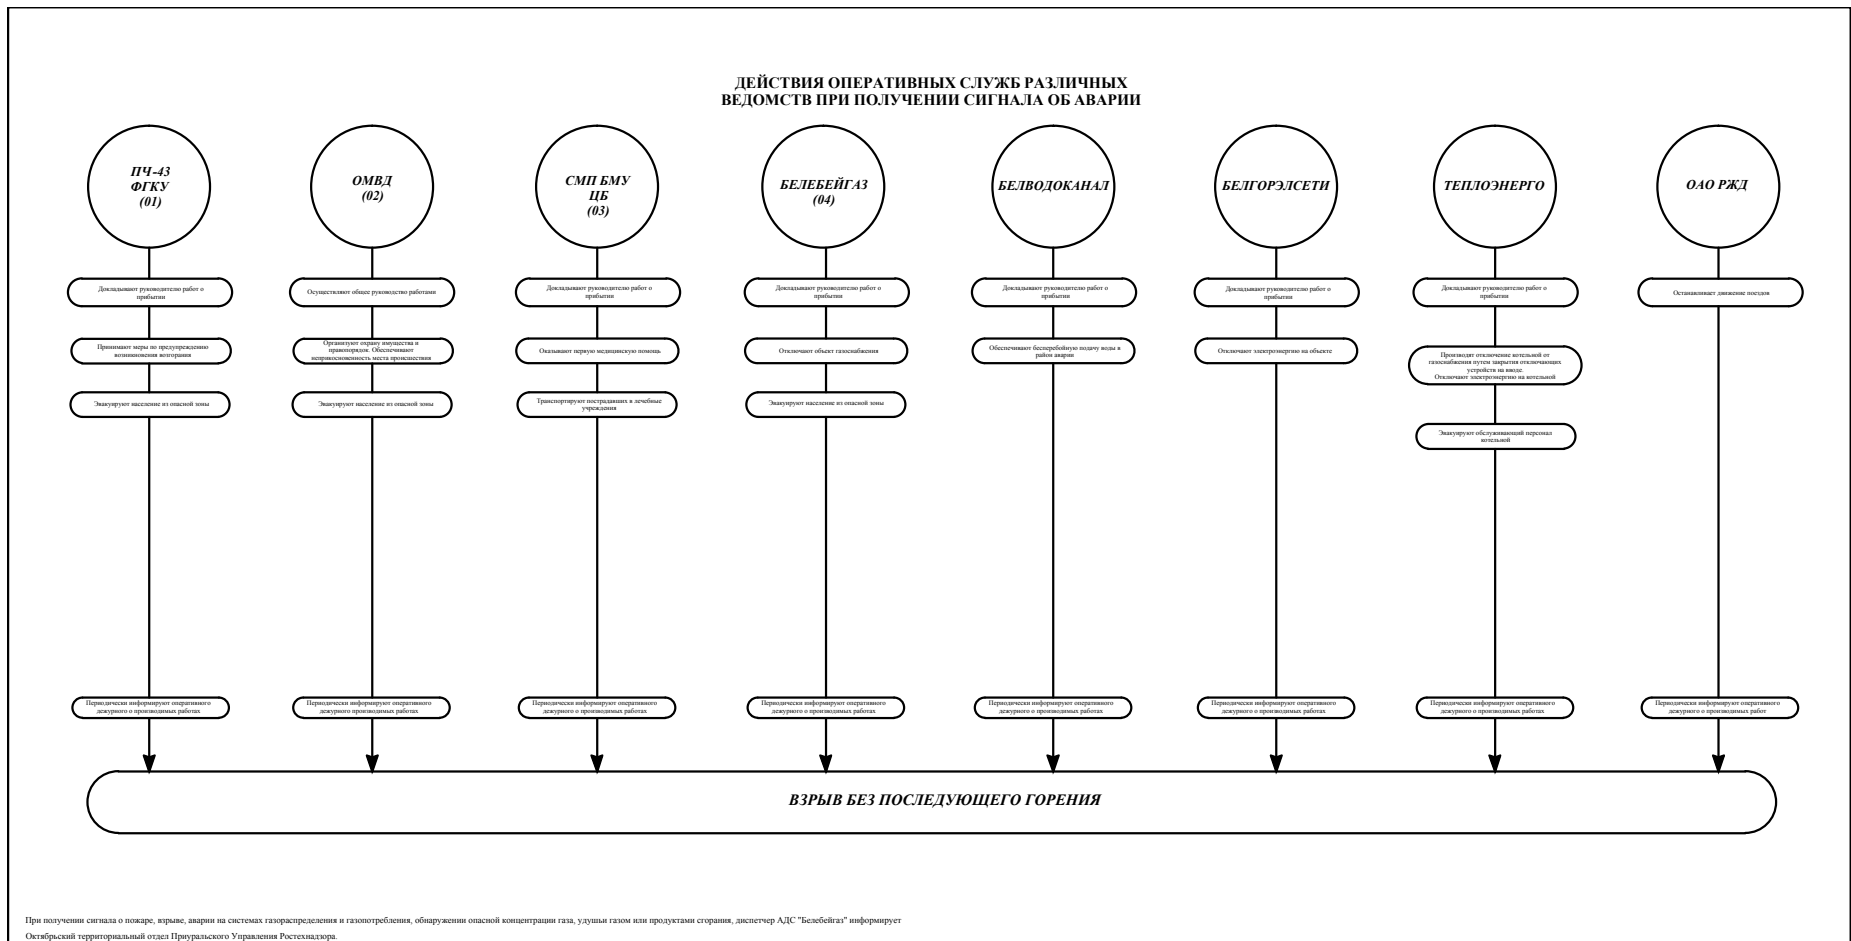 ДЕЙСТВИЯ ОПЕРАТИВНЫХ СЛУЖБ РАЗЛИЧНЫХ
ВЕДОМСТВ ПРИ ПОЛУЧЕНИИ СИГНАЛА ОБ АВАРИИ
ПЧ-43
ФГКУ
(01)
Докладывают руководителю работ о
прибытии
Принимают меры по предупреждению
возникновения возгорания
Эвакуируют население из опасной зоны
Периодически информируют оперативного
дежурного о производимых работах
ОМВД
(02)
Осуществляют общее руководство работами
Организуют охрану имущества и
правопорядок. Обеспечивают
неприкосновенность места происшествия
Эвакуируют население из опасной зоны
Периодически информируют оперативного
дежурного о производимых работах
СМП БМУ
ЦБ
(03)
Докладывают руководителю работ о
прибытии
Оказывают первую медицинскую помощь
Транспортируют пострадавших в лечебные
учреждения
Периодически информируют оперативного
дежурного о производимых работах
БЕЛЕБЕЙГАЗ
(04)
Докладывают руководителю работ о
прибытии
Отключают объект газоснабжения
Эвакуируют население из опасной зоны
Периодически информируют оперативного
дежурного о производимых работах
БЕЛВОДОКАНАЛ
Докладывают руководителю работ о
прибытии
Обеспечивают бесперебойную подачу воды в
район аварии
Периодически информируют оперативного
дежурного о производимых работах
БЕЛГОРЭЛСЕТИ
Докладывают руководителю работ о
прибытии
Отключают электроэнергию на объекте
Периодически информируют оперативного
дежурного о производимых работах
ТЕПЛОЭНЕРГО
Докладывают руководителю работ о
прибытии
Производят отключение котельной от
газоснабжения путем закрытия отключающих
устройств на вводе
Отключают электроэнергию на котельной
Эвакуируют обслуживающий персонал
котельной
Периодически информируют оперативного
дежурного о производимых работах
ОАО РЖД
Останавливает движение поездов
Периодически информируют оперативного
дежурного о производимых работ
ВЗРЫВ БЕЗ ПОСЛЕДУЮЩЕГО ГОРЕНИЯ
При получении сигнала о пожаре, взрыве, аварии на системах газораспределения и газопотребления, обнаружении опасной концентрации газа, удушьи газом или продуктами сгорания, диспетчер АДС "Белебейгаз" информирует
Октябрьский территориальный отдел Приуральского Управления Ростехнадзора.